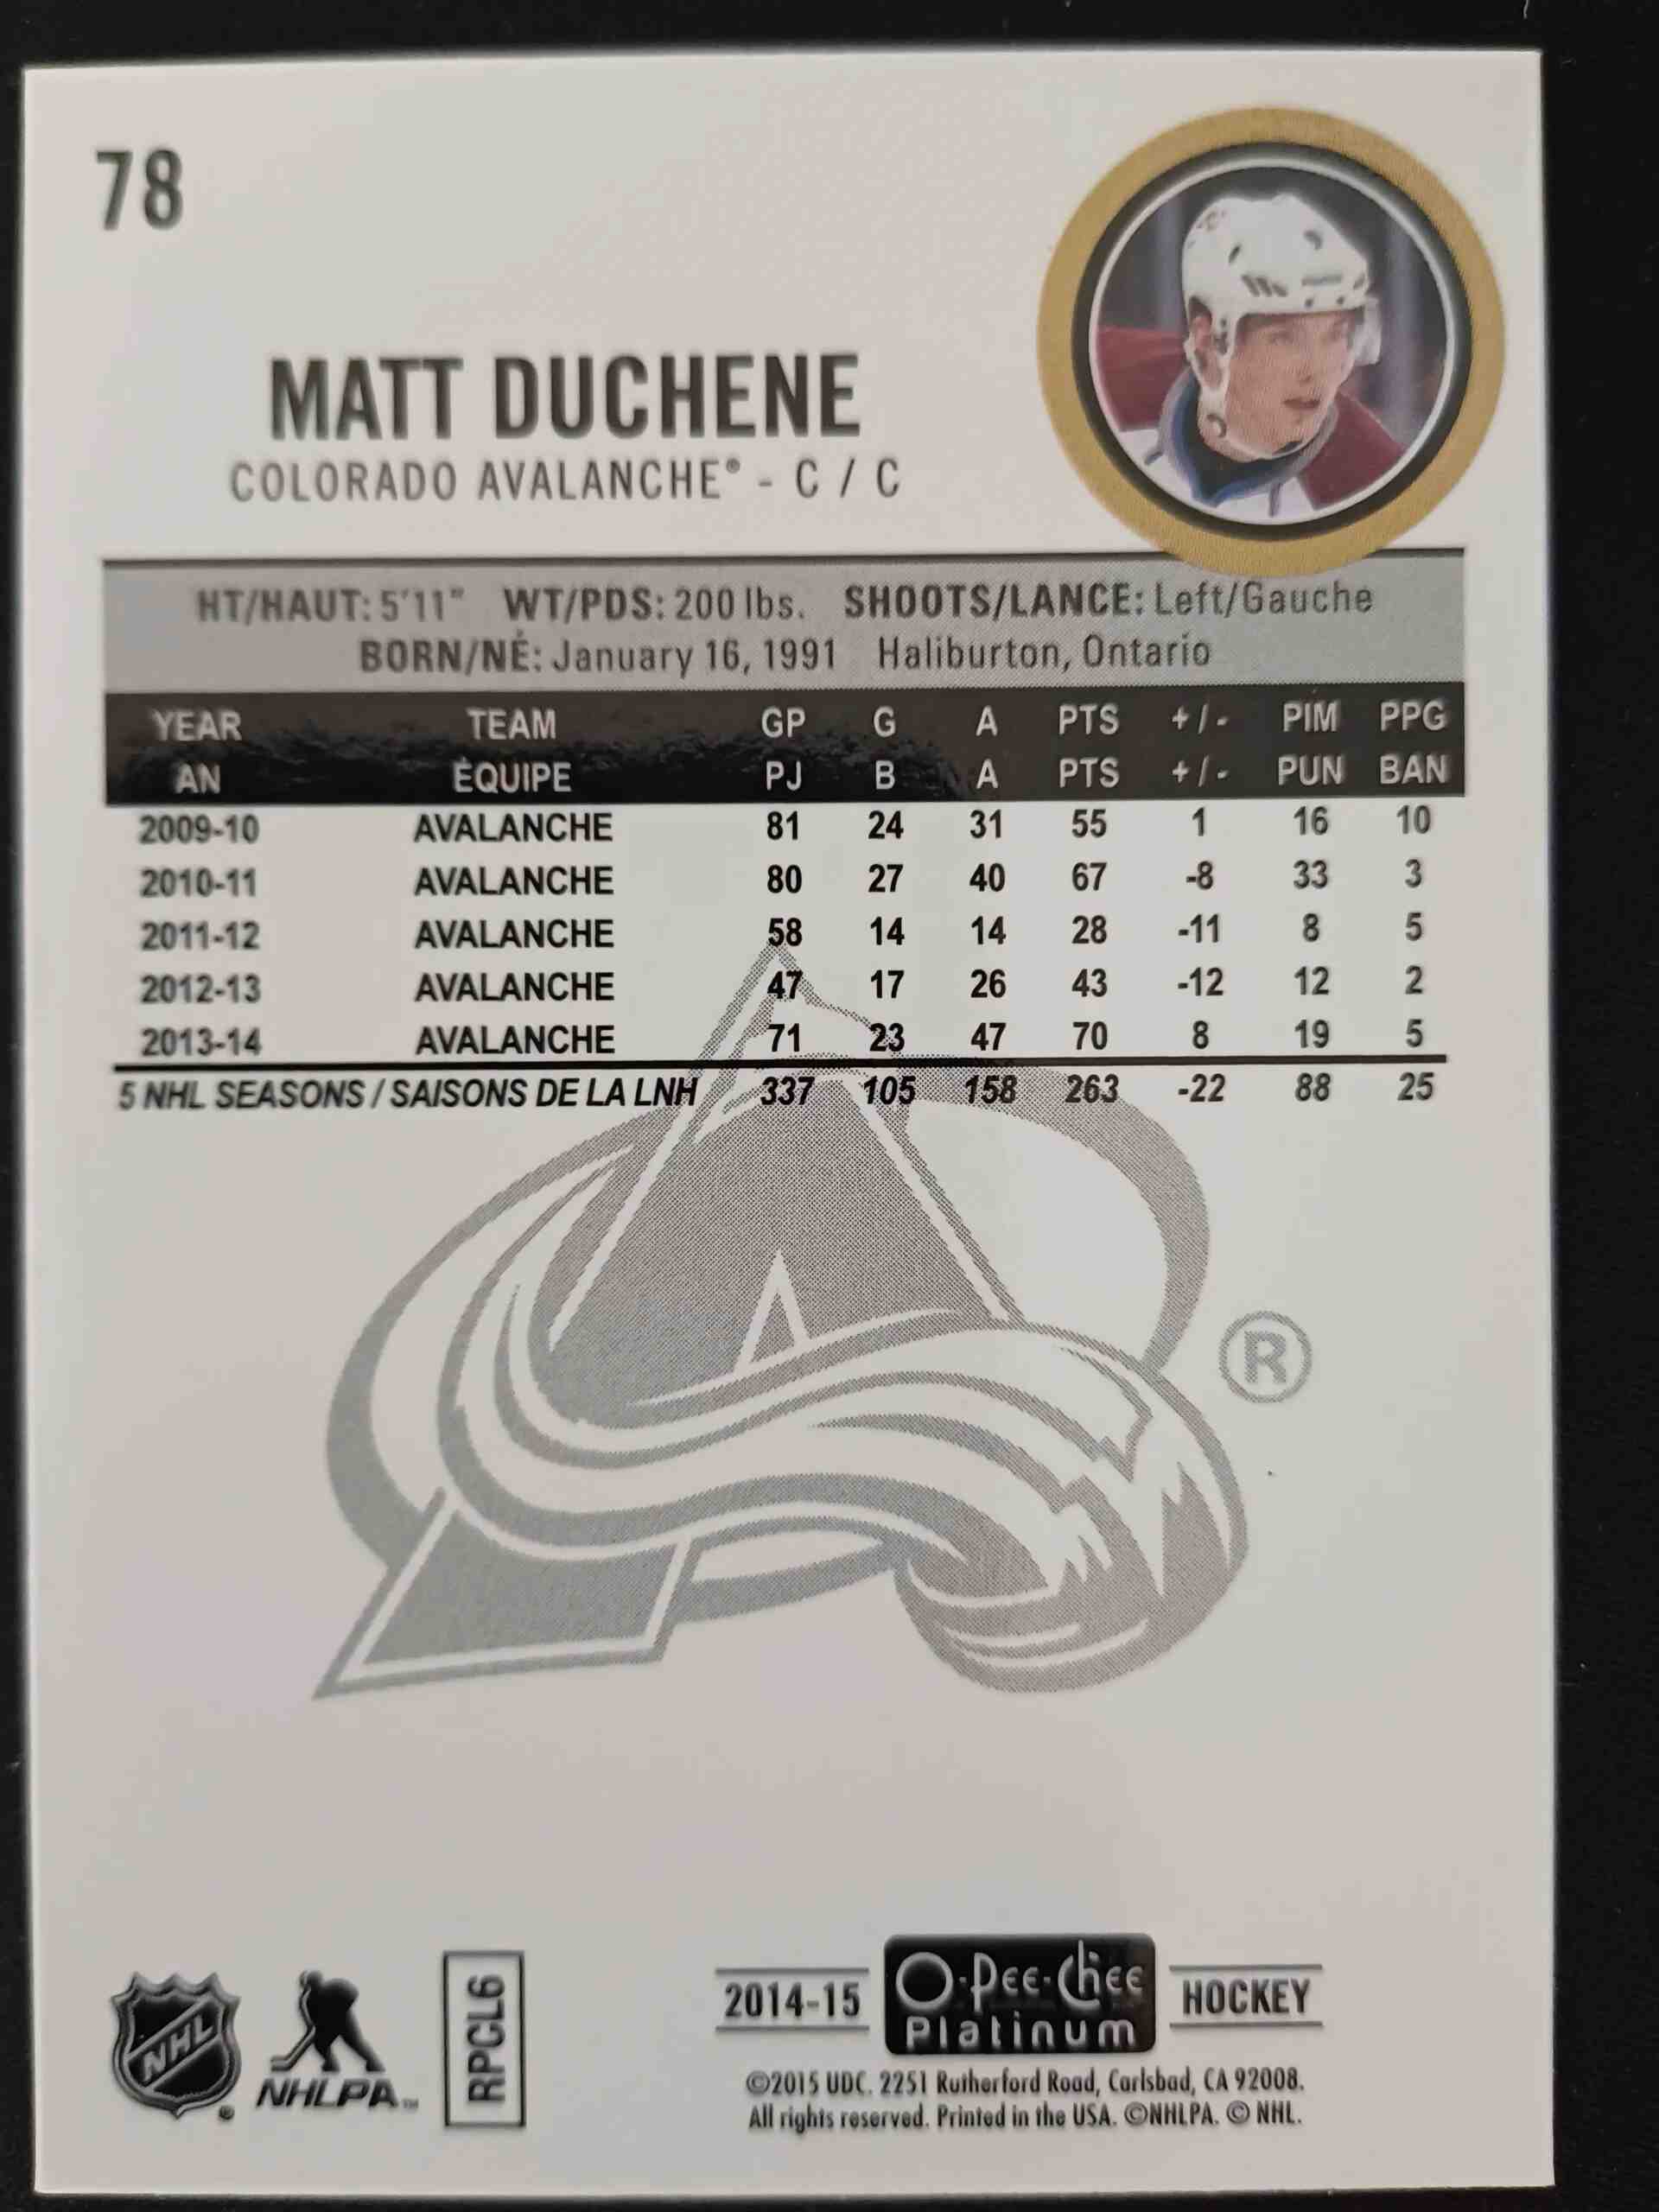 78
MATT DUCHENE
COLORADO AVALANCHE® - C / C
HT/HAUT: 5'11" WT/PDS: 200 lbs. SHOOTS/LANCE: Left/Gauche
BORN/NÉ: January 16, 1991 Haliburton, Ontario
YEAR TEAM GP G A PTS +/- PIM PPG
AN ÉQUIPE PJ B A PTS +/- PUN BAN
2009-10 AVALANCHE 81 24 31 55 1 16 10
2010-11 AVALANCHE 80 27 40 67 -8 33 3
2011-12 AVALANCHE 58 14 14 28 -11 8 5
2012-13 AVALANCHE 47 17 26 43 -12 12 2
2013-14 AVALANCHE 71 23 47 70 8 19 5
5 NHL SEASONS / SAISONS DE LA LNH 337 105 158 263 -22 88 25
®
NHL ®
NHLPA™
RPCL6
2014-15 O-Pee-Chee Platinum HOCKEY
©2015 UDC. 2251 Rutherford Road, Carlsbad, CA 92008.
All rights reserved. Printed in the USA. ©NHLPA. © NHL.